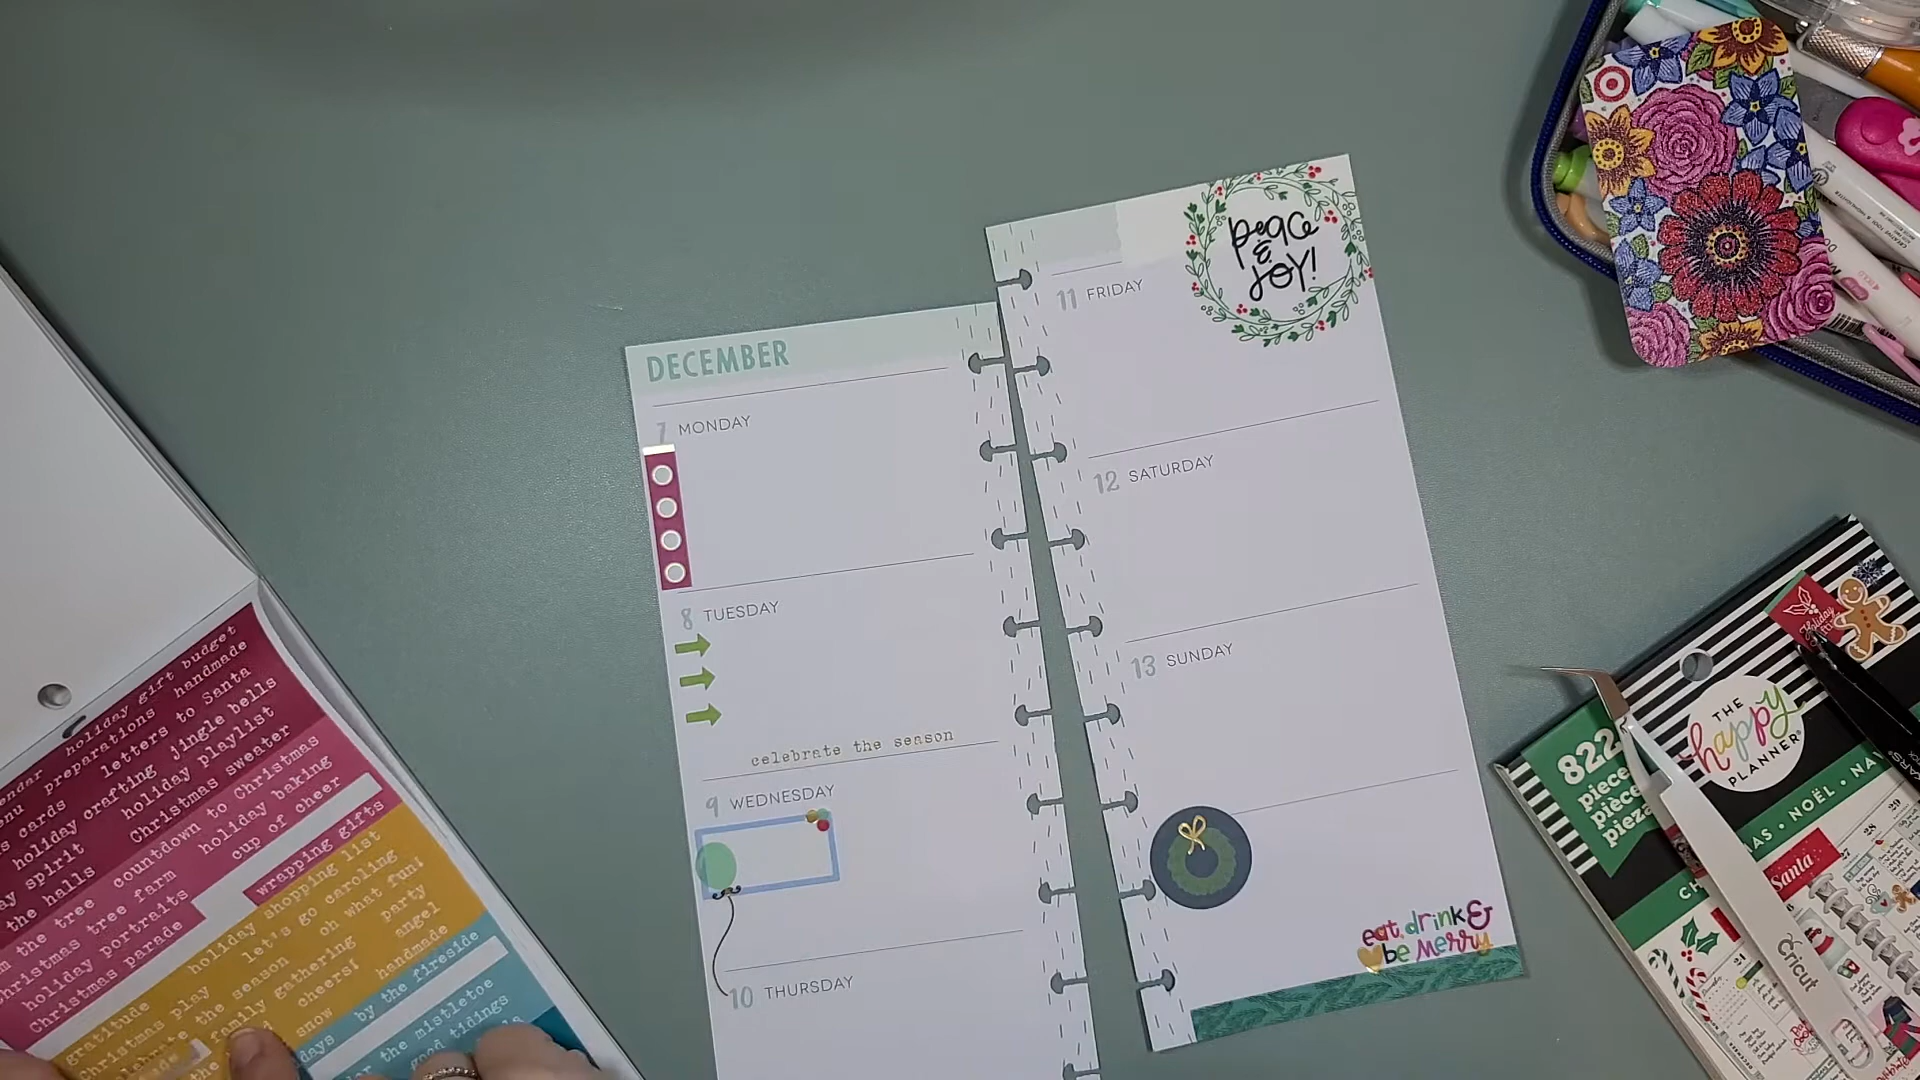 DECEMBER
7 MONDAY
8 TUESDAY
celebrate the season
9 WEDNESDAY
10 THURSDAY
peace
&
JOY!
11 FRIDAY
12 SATURDAY
13 SUNDAY
eat, drink &
be merry
holiday gift budget
menu preparations handmade
cards letters to Santa
holiday crafting jingle bells
spirit holiday playlist
the halls Christmas sweater
the tree countdown to Christmas
Christmas tree farm holiday baking
holiday portraits cup of cheer
Christmas parade
wrapping gifts
gratitude holiday shopping list
Christmas play let's go caroling
the season oh what fun!
family gathering party
cheers! angel
snow handmade
by the fireside
the mistletoe
good tidings
THE
happy
PLANNER
822
NOËL
Santa
Cricut